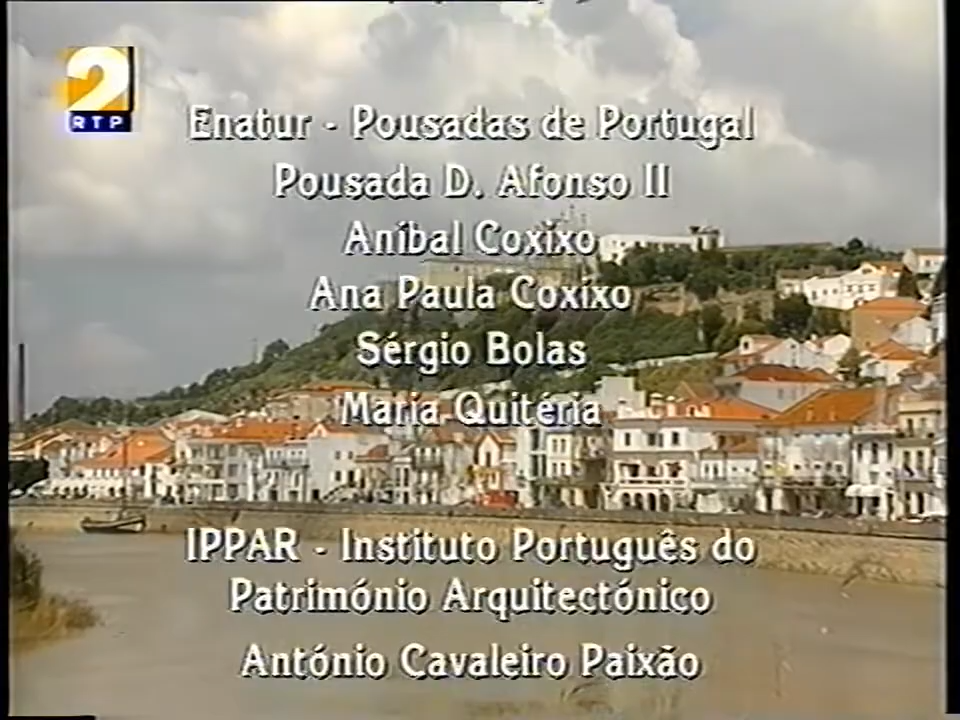 2
RTP
Enatur - Pousadas de Portugal
Pousada D. Afonso II
Aníbal Coxixo
Ana Paula Coxixo
Sérgio Bolas
Maria Quitéria
IPPAR - Instituto Português do
Património Arquitectónico
António Cavaleiro Paixão